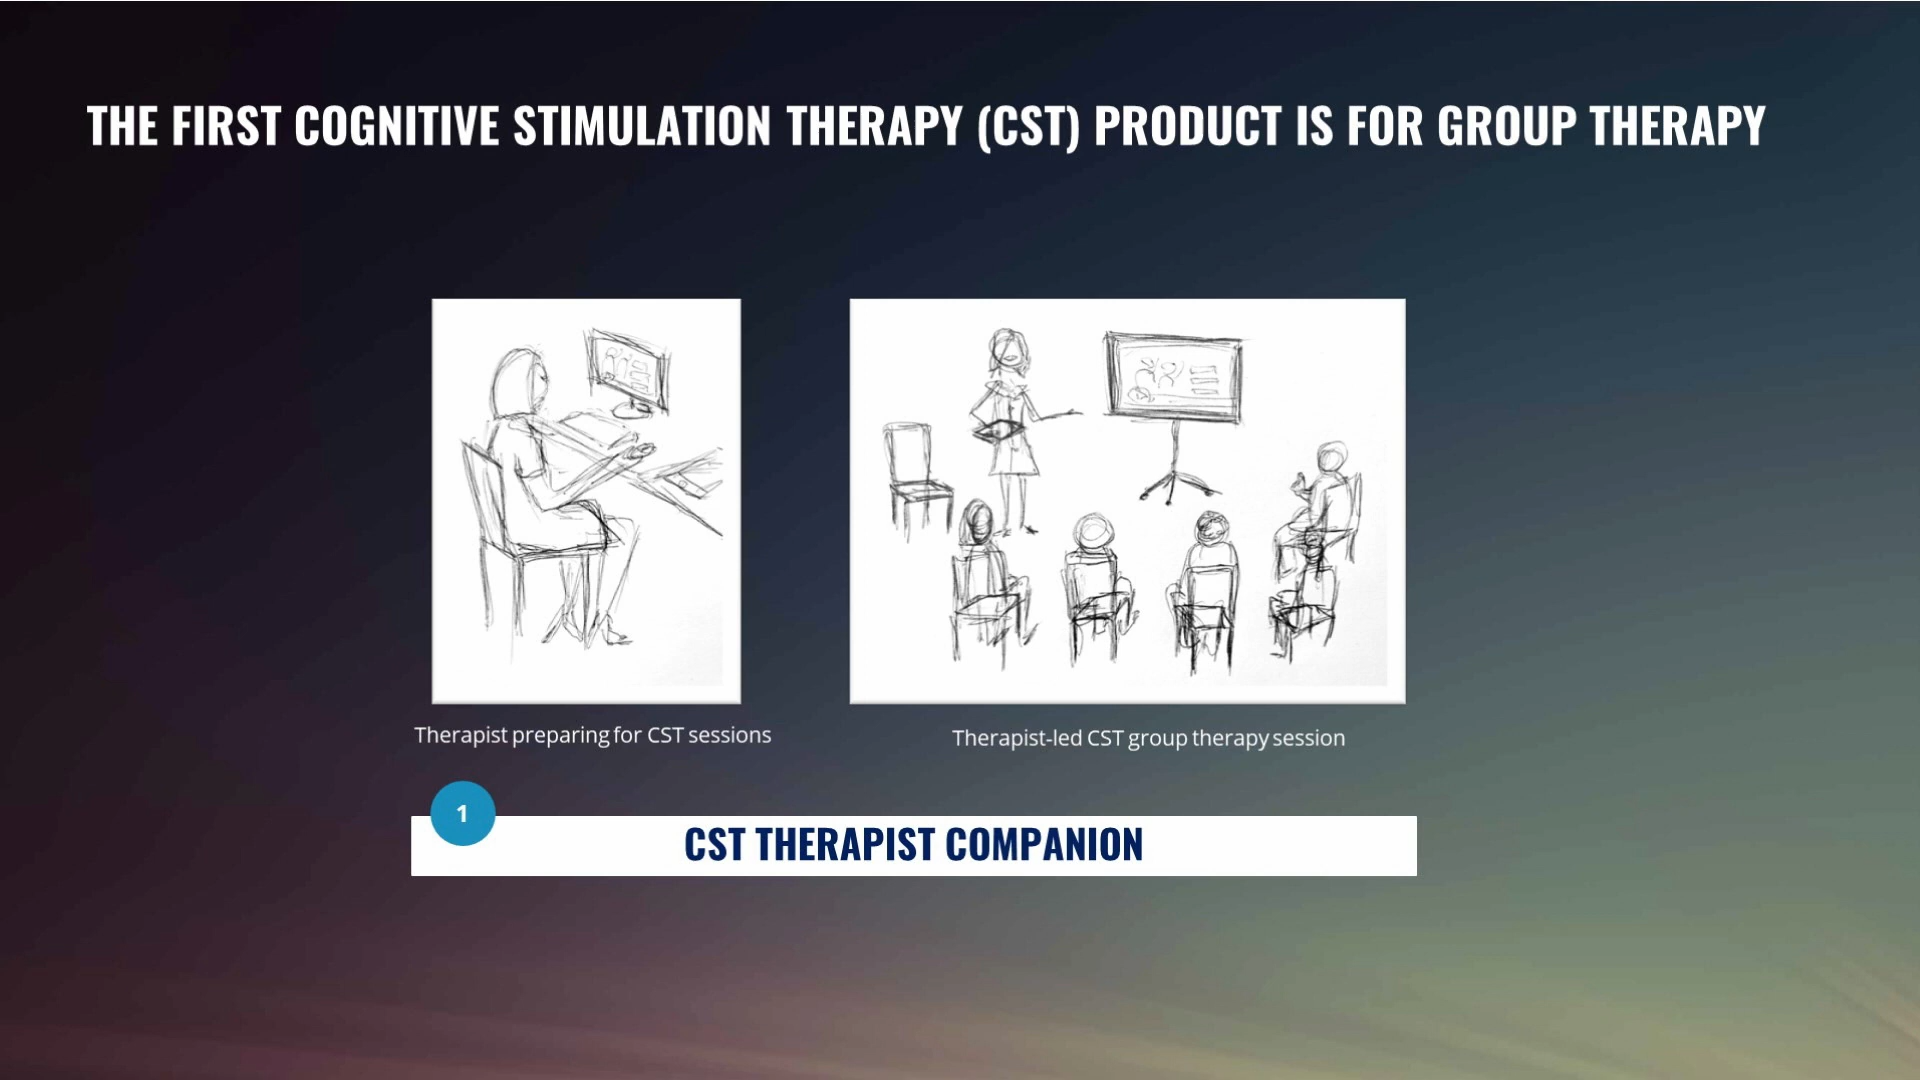 THE FIRST COGNITIVE STIMULATION THERAPY (CST) PRODUCT IS FOR GROUP THERAPY
Therapist preparing for CST sessions
Therapist-led CST group therapy session
1
CST THERAPIST COMPANION